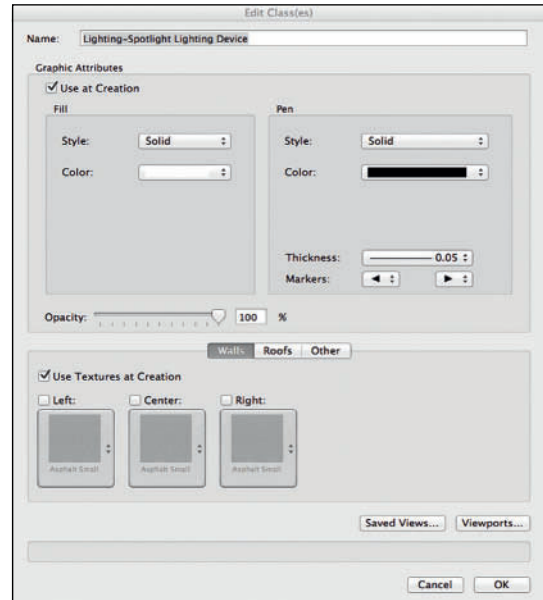 Edit Class(es)
Name: Lighting-Spotlight Lighting Device
Graphic Attributes
Use at Creation
Fill
Style: Solid
Color:
Pen
Style: Solid
Color:
Thickness: 0.05
Markers:
Opacity: 100 %
Walls Roofs Other
Use Textures at Creation
Left: Center: Right:
Asphalt Small Asphalt Small Asphalt Small
Saved Views... Viewports...
Cancel OK